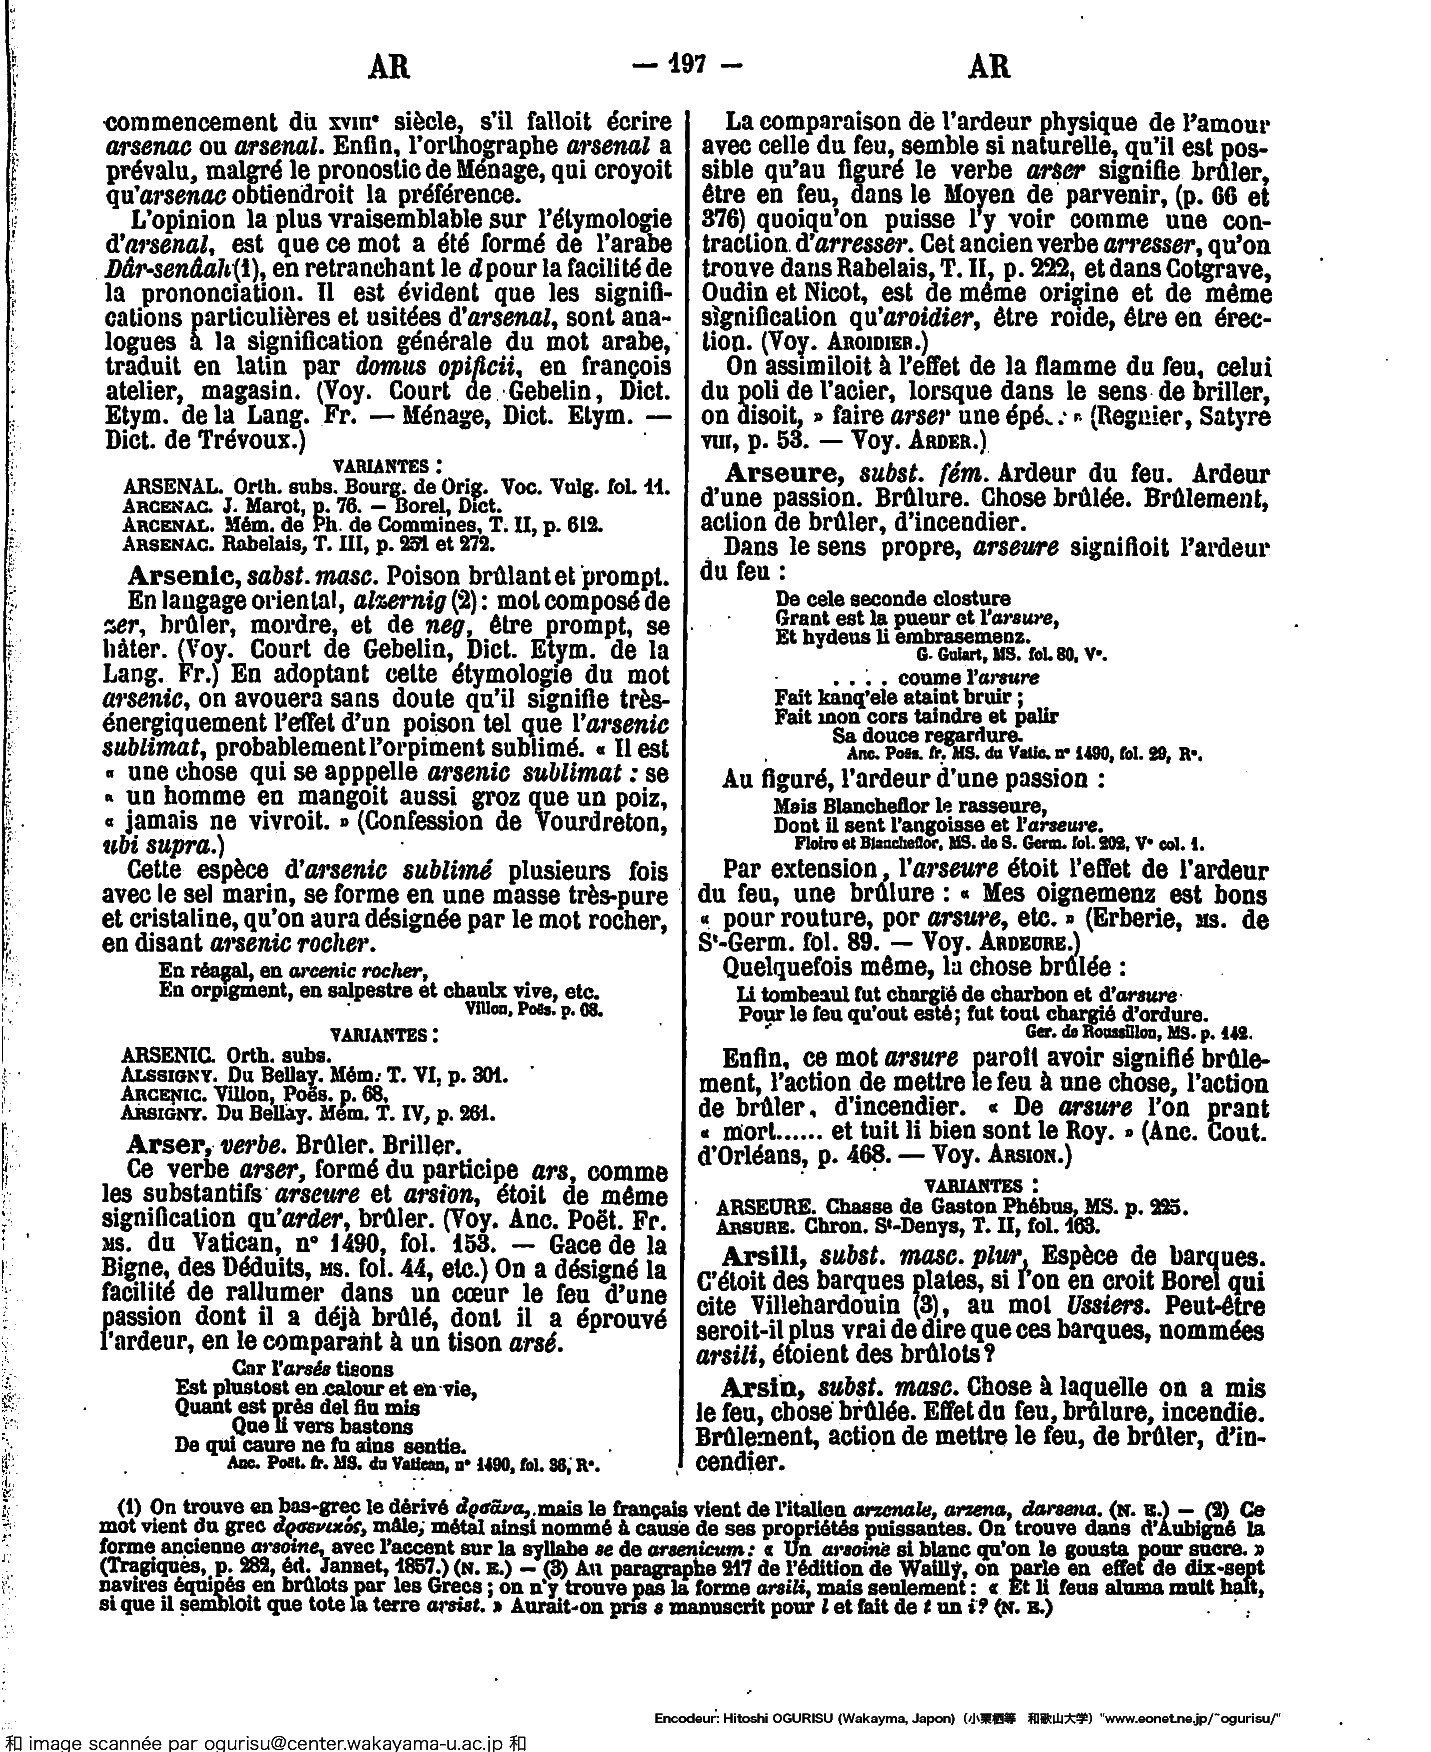 AR — 197 — AR
commencement du XVIIIe siècle, s'il falloit écrire
arsenac ou arsenal. Enfin, l'orthographe arsenal a
prévalu, malgré le pronostic de Ménage, qui croyoit
qu'arsenac obtiendroit la préférence.
L'opinion la plus vraisemblable sur l'étymologie
d'arsenal, est que ce mot a été formé de l'arabe
Dâr-senâah (1), en retranchant le d pour la facilité de
la prononciation. Il est évident que les signifi-
cations particulières et usitées d'arsenal, sont ana-
logues à la signification générale du mot arabe,
traduit en latin par domus opificii, en françois
atelier, magasin. (Voy. Court de Gebelin, Dict.
Etym. de la Lang. Fr. — Ménage, Dict. Etym. —
Dict. de Trévoux.)
VARIANTES :
ARSENAL. Orth. subs. Bourg. de Orig. Voc. Vulg. fol. 11.
ARCENAC. J. Marot, p. 76. — Borel, Dict.
ARCENAL. Mém. de Ph. de Commines, T. II, p. 612.
ARSENAC. Rabelais, T. III, p. 251 et 272.
Arsenic, sabst. masc. Poison brûlant et prompt.
En langage oriental, alzernig (2) : mot composé de
zer, brûler, mordre, et de neg, être prompt, se
hâter. (Voy. Court de Gebelin, Dict. Etym. de la
Lang. Fr.) En adoptant cette étymologie du mot
arsenic, on avouera sans doute qu'il signifie très-
énergiquement l'effet d'un poison tel que l'arsenic
sublimat, probablement l'orpiment sublimé. « Il est
« une chose qui se apppelle arsenic sublimat : se
« un homme en mangoit aussi groz que un poiz,
« jamais ne vivroit. » (Confession de Vourdreton,
ubi supra.)
Cette espèce d'arsenic sublimé plusieurs fois
avec le sel marin, se forme en une masse très-pure
et cristaline, qu'on aura désignée par le mot rocher,
en disant arsenic rocher.
En réagal, en arcenic rocher,
En orpigment, en salpestre et chaulx vive, etc.
Villon, Poës. p. 68.
VARIANTES :
ARSENIC. Orth. subs.
ALSSIGNY. Du Bellay. Mém. T. VI, p. 301.
ARCENIC. Villon, Poës. p. 68,
ARSIGNY. Du Bellay. Mém. T. IV, p. 261.
Arser, verbe. Brûler. Briller.
Ce verbe arser, formé du participe ars, comme
les substantifs arseure et arsion, étoit de même
signification qu'arder, brûler. (Voy. Anc. Poët. Fr.
MS. du Vatican, n° 1490, fol. 153. — Gace de la
Bigne, des Déduits, MS. fol. 44, etc.) On a désigné la
facilité de rallumer dans un cœur le feu d'une
passion dont il a déjà brûlé, dont il a éprouvé
l'ardeur, en le comparant à un tison arsé.
Car l'arsés tisons
Est plustost en calour et en vie,
Quant est près del fiu mis
Que li vers bastons
De qui caure ne fu ains sentie.
Anc. Poët. fr. MS. du Vatican, n° 1490, fol. 36, R°.
La comparaison de l'ardeur physique de l'amour
avec celle du feu, semble si naturelle, qu'il est pos-
sible qu'au figuré le verbe arser signifie brûler,
être en feu, dans le Moyen de parvenir, (p. 66 et
376) quoiqu'on puisse l'y voir comme une con-
traction d'arresser. Cet ancien verbe arresser, qu'on
trouve dans Rabelais, T. II, p. 222, et dans Cotgrave,
Oudin et Nicot, est de même origine et de même
signification qu'aroidier, être roide, être en érec-
tion. (Voy. AROIDIER.)
On assimiloit à l'effet de la flamme du feu, celui
du poli de l'acier, lorsque dans le sens de briller,
on disoit, » faire arser une épé.. » (Regnier, Satyre
VIII, p. 53. — Voy. ARDER.)
Arseure, subst. fém. Ardeur du feu. Ardeur
d'une passion. Brûlure. Chose brûlée. Brûlement,
action de brûler, d'incendier.
Dans le sens propre, arseure signifioit l'ardeur
du feu :
De cele seconde closture
Grant est la pueur et l'arsure,
Et hydeus li embrasemenz.
G. Guiart, MS. fol. 80, V°.
. . . . coume l'arsure
Fait kanq'ele ataint bruir ;
Fait mon cors taindre et palir
Sa douce regardure.
Anc. Poës. fr. MS. du Vatic. n° 1490, fol. 29, R°.
Au figuré, l'ardeur d'une passion :
Mais Blancheflor le rasseure,
Dont il sent l'angoisse et l'arseure.
Floire et Blancheflor, MS. de S. Germ. fol. 202, V° col. 1.
Par extension, l'arseure étoit l'effet de l'ardeur
du feu, une brûlure : « Mes oignemenz est bons
« pour routure, por arsure, etc. » (Erberie, MS. de
St-Germ. fol. 89. — Voy. ARDEURE.)
Quelquefois même, la chose brûlée :
Li tombeaul fut chargié de charbon et d'arsure
Pour le feu qu'out esté; fut tout chargié d'ordure.
Ger. de Roussillon, MS. p. 142.
Enfin, ce mot arsure paroît avoir signifié brûle-
ment, l'action de mettre le feu à une chose, l'action
de brûler, d'incendier. « De arsure l'on prant
« mort...... et tuit li bien sont le Roy. » (Anc. Cout.
d'Orléans, p. 468. — Voy. ARSION.)
VARIANTES :
ARSEURE. Chasse de Gaston Phébus, MS. p. 225.
ARSURE. Chron. St-Denys, T. II, fol. 163.
Arsili, subst. masc. plur. Espèce de barques.
C'étoit des barques plates, si l'on en croit Borel qui
cite Villehardouin (3), au mot Ussiers. Peut-être
seroit-il plus vrai de dire que ces barques, nommées
arsili, étoient des brûlots ?
Arsin, subst. masc. Chose à laquelle on a mis
le feu, chose brûlée. Effet du feu, brûlure, incendie.
Brûlement, action de mettre le feu, de brûler, d'in-
cendier.
(1) On trouve en bas-grec le dérivé ἀρσᾶνα, mais le français vient de l'italien arzenale, arzena, darsena. (N. E.) — (2) Ce
mot vient du grec ἀρσενικός, mâle, métal ainsi nommé à cause de ses propriétés puissantes. On trouve dans d'Aubigné la
forme ancienne arsoine, avec l'accent sur la syllabe se de arsenicum : « Un arsoine si blanc qu'on le gousta pour sucre. »
(Tragiques, p. 282, éd. Jannet, 1857.) (N. E.) — (3) Au paragraphe 217 de l'édition de Wailly, on parle en effet de dix-sept
navires équipés en brûlots par les Grecs ; on n'y trouve pas la forme arsili, mais seulement : « Et li feus aluma mult halt,
si que il sembloit que tote la terre arsist. » Aurait-on pris s manuscrit pour l et fait de t un i? (N. E.)
Encodeur: Hitoshi OGURISU (Wakayma, Japon) (小栗栖等 和歌山大学) "www.eonet.ne.jp/~ogurisu/"
和 image scannée par ogurisu@center.wakayama-u.ac.jp 和